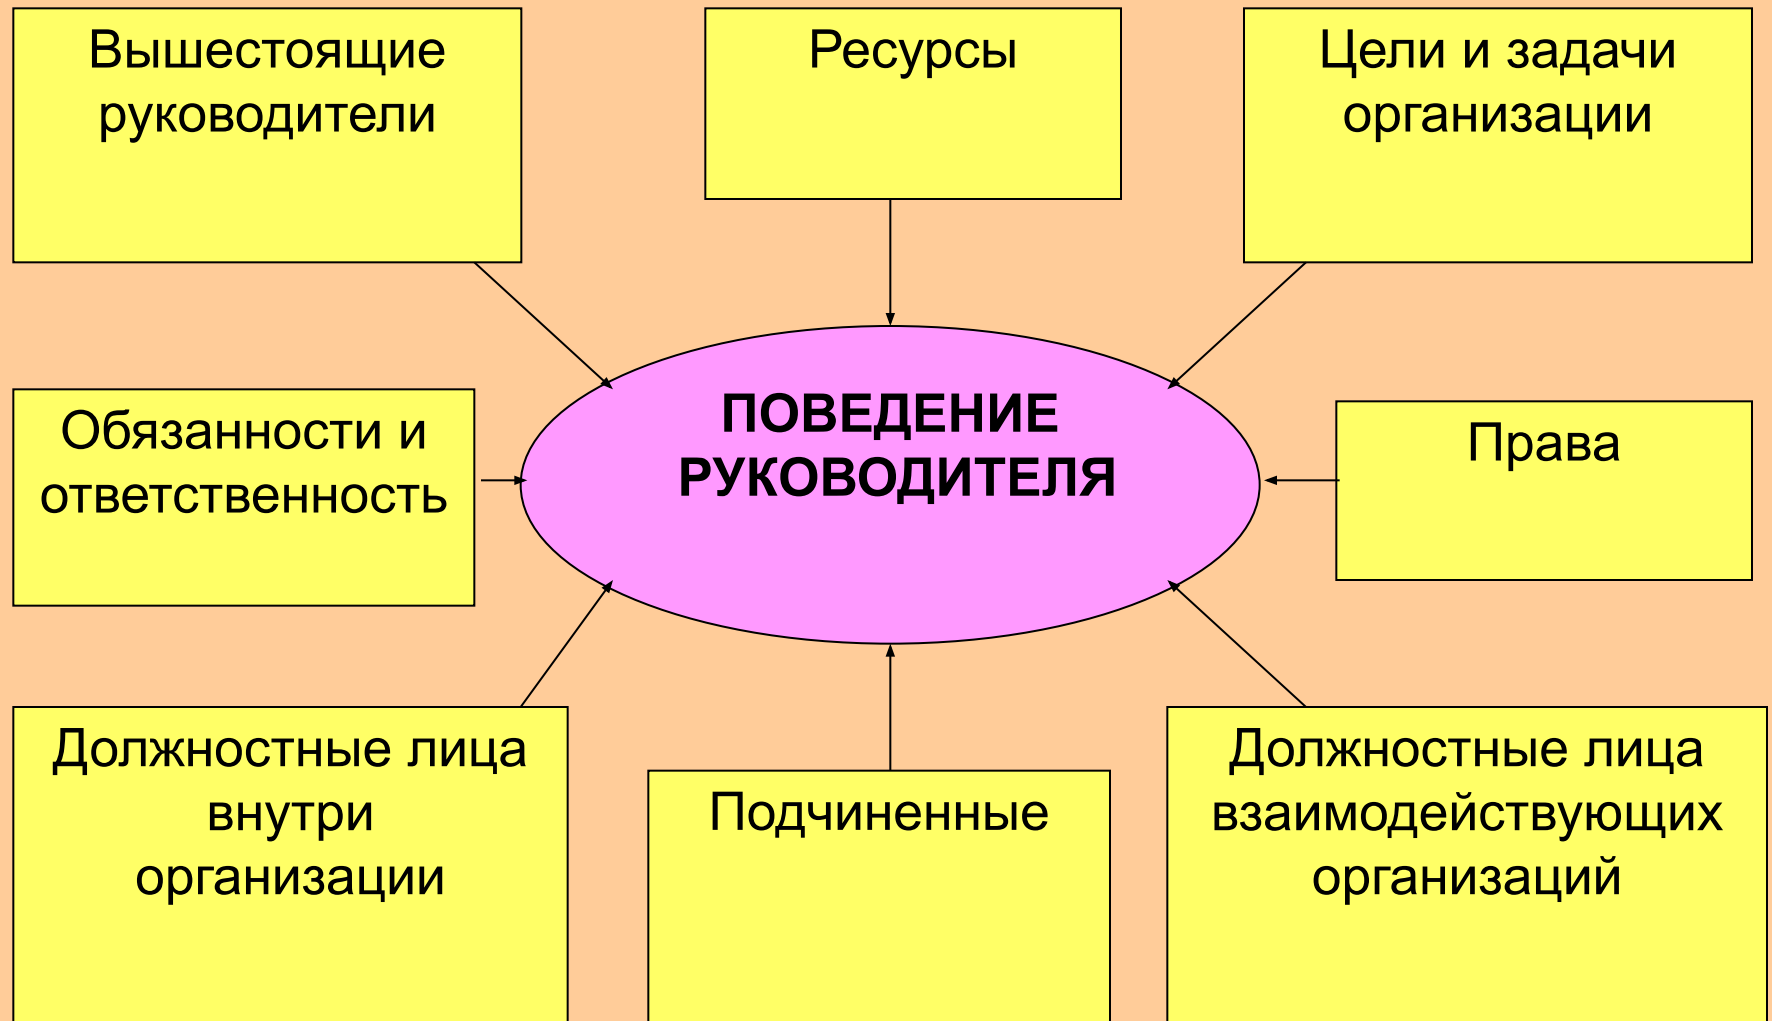 Вышестоящие
руководители
Ресурсы
Цели и задачи
организации
Обязанности и
ответственность
ПОВЕДЕНИЕ
РУКОВОДИТЕЛЯ
Права
Должностные лица
внутри
организации
Подчиненные
Должностные лица
взаимодействующих
организаций